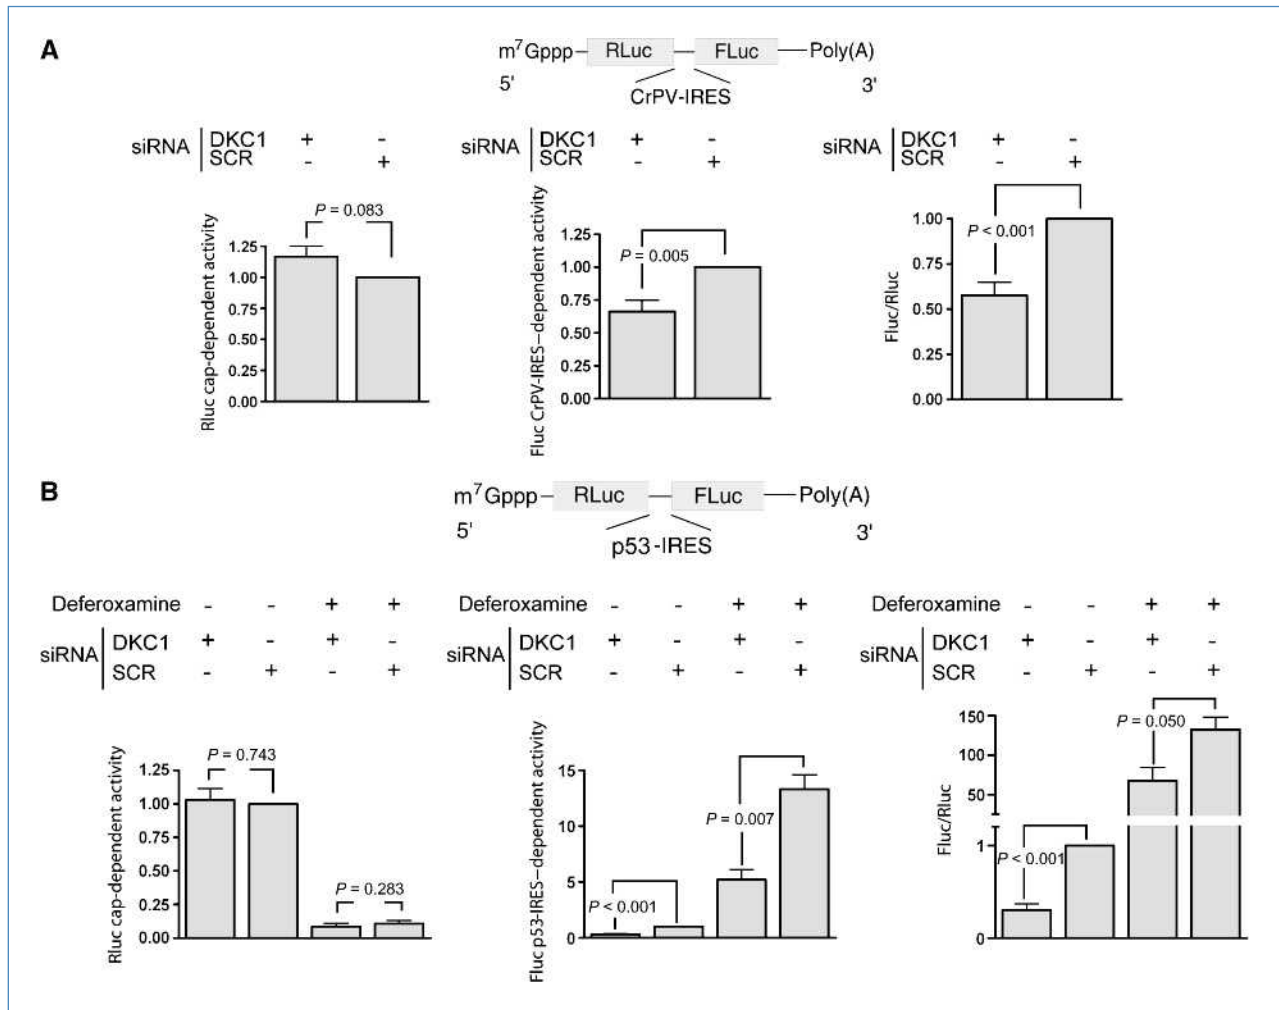 A
m⁷Gppp RLuc FLuc Poly(A)
5' 3'
CrPV-IRES
siRNA DKC1 + -
SCR - +
P = 0.083
Rluc cap-dependent activity
1.25
1.00
0.75
0.50
0.25
0.00
siRNA DKC1 + -
SCR - +
P = 0.005
Fluc CrPV-IRES–dependent activity
1.25
1.00
0.75
0.50
0.25
0.00
siRNA DKC1 + -
SCR - +
P < 0.001
Fluc/Rluc
1.00
0.75
0.50
0.25
0.00
B
m⁷Gppp RLuc FLuc Poly(A)
5' 3'
p53-IRES
Deferoxamine - - + +
siRNA DKC1 + - + -
SCR - + - +
P = 0.743
P = 0.283
Rluc cap-dependent activity
1.25
1.00
0.75
0.50
0.25
0.00
Deferoxamine - - + +
siRNA DKC1 + - + -
SCR - + - +
P < 0.001
P = 0.007
Fluc p53-IRES–dependent activity
15
10
5
0
Deferoxamine - - + +
siRNA DKC1 + - + -
SCR - + - +
P < 0.001
P = 0.050
Fluc/Rluc
150
100
50
1
0